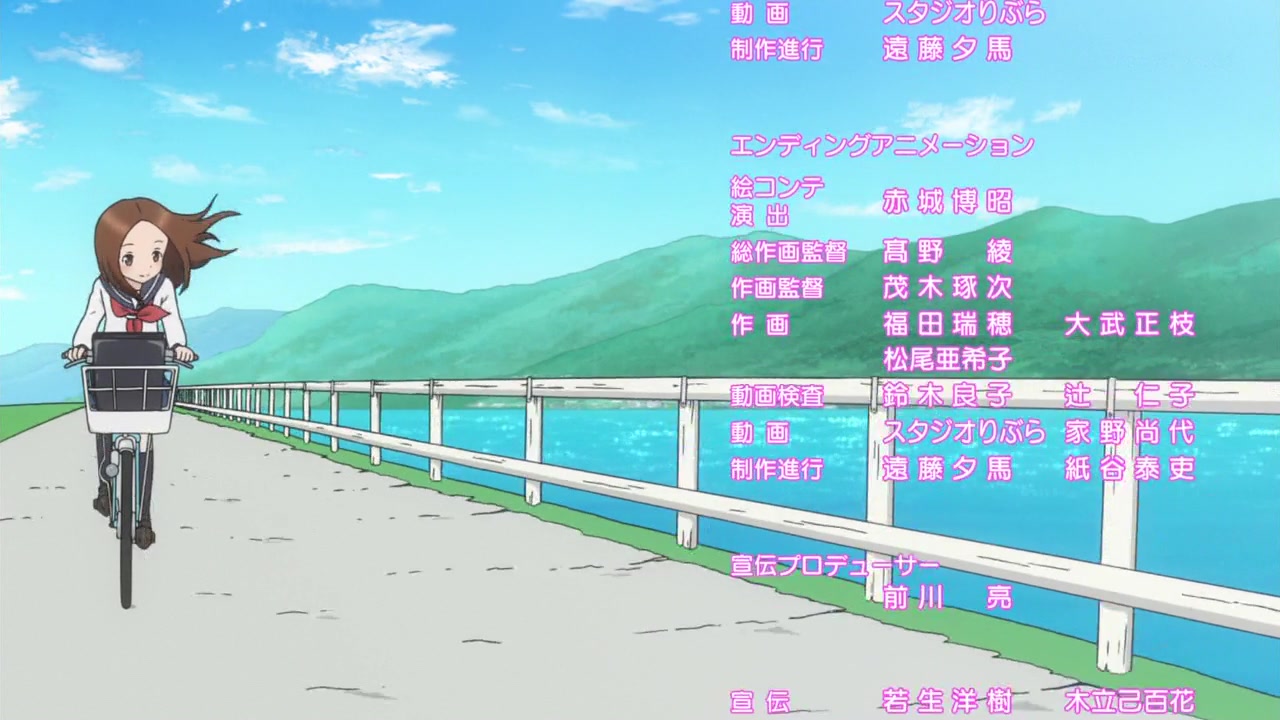 動画 スタジオりぶら
制作進行 遠藤夕馬
エンディングアニメーション
絵コンテ
演出 赤城博昭
総作画監督 髙野 綾
作画監督 茂木琢次
作画 福田瑞穂 大武正枝
松尾亜希子
動画検査 鈴木良子 辻 仁子
動画 スタジオりぶら 家野尚代
制作進行 遠藤夕馬 紙谷泰吏
宣伝プロデューサー
前川 亮
宣伝 若生洋樹 木立己百花